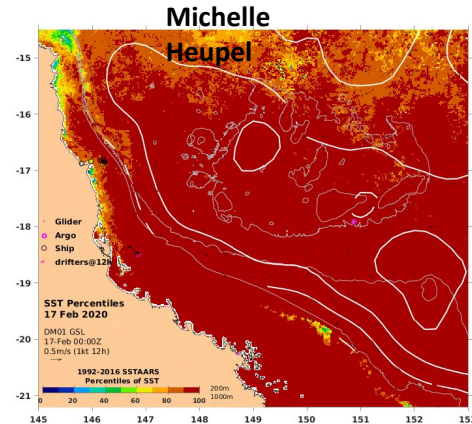 Michelle
Heupel
-15
-16
-17
-18
-19
-20
-21
Glider
Argo
Ship
drifters@12h
SST Percentiles
17 Feb 2020
DM01 GSL
17-Feb 00:00Z
0.5m/s (1kt 12h)
1992-2016 SSTAARS
Percentiles of SST
0 20 40 60 80 100
200m
1000m
145 146 147 148 149 150 151 152